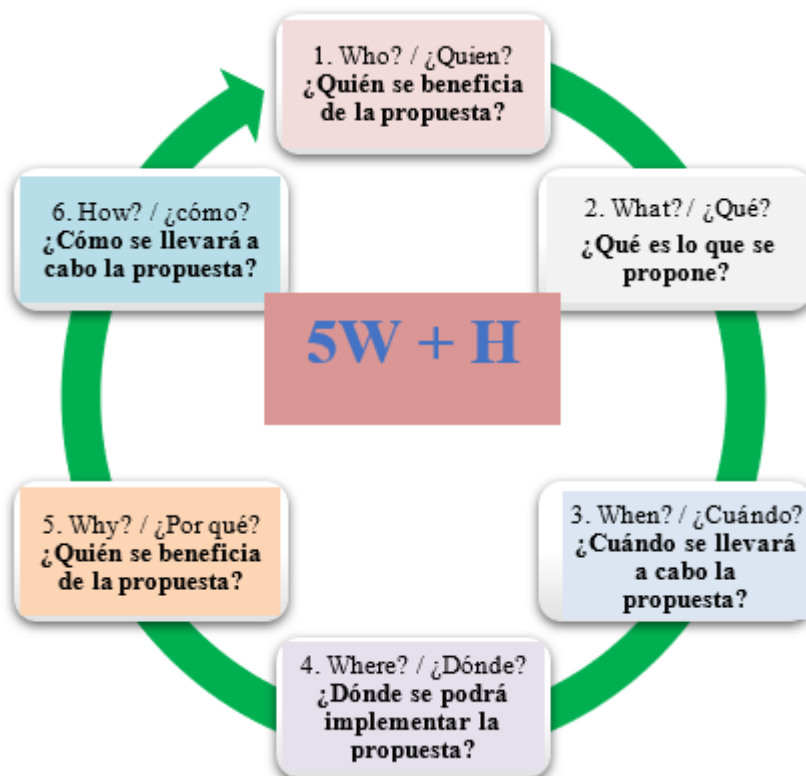 1. Who? / ¿Quien?
¿Quién se beneficia
de la propuesta?
2. What? / ¿Qué?
¿Qué es lo que se
propone?
3. When? / ¿Cuándo?
¿Cuándo se llevará
a cabo la
propuesta?
4. Where? / ¿Dónde?
¿Dónde se podrá
implementar la
propuesta?
5. Why? / ¿Por qué?
¿Quién se beneficia
de la propuesta?
6. How? / ¿cómo?
¿Cómo se llevará a
cabo la propuesta?
5W + H